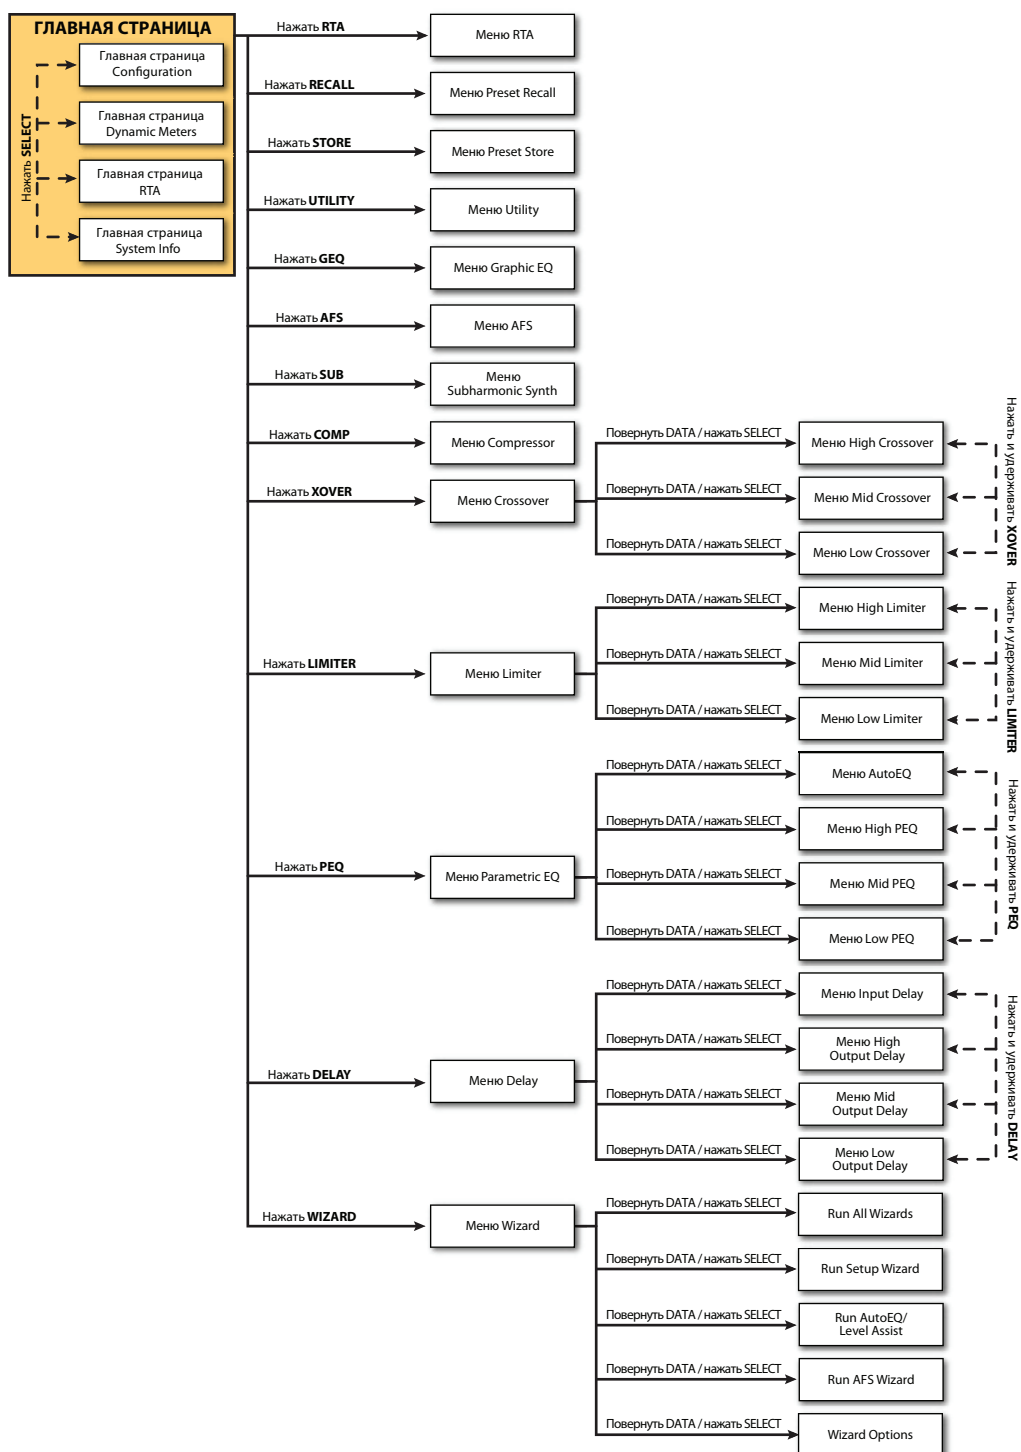 ГЛАВНАЯ СТРАНИЦА
Нажать SELECT
Главная страница
Configuration
Главная страница
Dynamic Meters
Главная страница
RTA
Главная страница
System Info
Нажать RTA
Меню RTA
Нажать RECALL
Меню Preset Recall
Нажать STORE
Меню Preset Store
Нажать UTILITY
Меню Utility
Нажать GEQ
Меню Graphic EQ
Нажать AFS
Меню AFS
Нажать SUB
Меню
Subharmonic Synth
Нажать COMP
Меню Compressor
Нажать XOVER
Меню Crossover
Повернуть DATA / нажать SELECT
Меню High Crossover
Повернуть DATA / нажать SELECT
Меню Mid Crossover
Повернуть DATA / нажать SELECT
Меню Low Crossover
Нажать и удерживать XOVER
Нажать LIMITER
Меню Limiter
Повернуть DATA / нажать SELECT
Меню High Limiter
Повернуть DATA / нажать SELECT
Меню Mid Limiter
Повернуть DATA / нажать SELECT
Меню Low Limiter
Нажать и удерживать LIMITER
Нажать PEQ
Меню Parametric EQ
Повернуть DATA / нажать SELECT
Меню AutoEQ
Повернуть DATA / нажать SELECT
Меню High PEQ
Повернуть DATA / нажать SELECT
Меню Mid PEQ
Повернуть DATA / нажать SELECT
Меню Low PEQ
Нажать и удерживать PEQ
Нажать DELAY
Меню Delay
Повернуть DATA / нажать SELECT
Меню Input Delay
Повернуть DATA / нажать SELECT
Меню High
Output Delay
Повернуть DATA / нажать SELECT
Меню Mid
Output Delay
Повернуть DATA / нажать SELECT
Меню Low
Output Delay
Нажать и удерживать DELAY
Нажать WIZARD
Меню Wizard
Повернуть DATA / нажать SELECT
Run All Wizards
Повернуть DATA / нажать SELECT
Run Setup Wizard
Повернуть DATA / нажать SELECT
Run AutoEQ/
Level Assist
Повернуть DATA / нажать SELECT
Run AFS Wizard
Повернуть DATA / нажать SELECT
Wizard Options